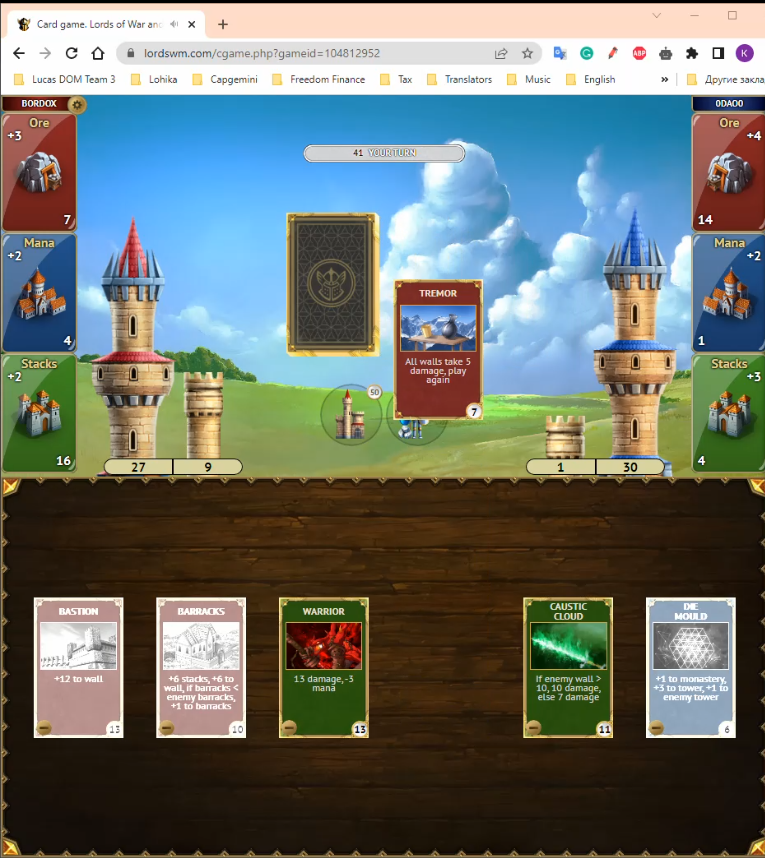 Card game. Lords of War and
lordswm.com/cgame.php?gameid=104812952
K
Lucas DOM Team 3
Lohika
Capgemini
Freedom Finance
Tax
Translators
Music
English
»
Другие закла
BORDOX
0DAO0
Ore
+3
7
Mana
+2
4
Stacks
+2
16
41 YOUR TURN
TREMOR
All walls take 5
damage, play
again
7
50
Ore
+4
14
Mana
+2
1
Stacks
+3
4
27 9
1 30
BASTION
+12 to wall
13
BARRACKS
+6 stacks, +6 to
wall, if barracks <
enemy barracks,
+1 to barracks
10
WARRIOR
13 damage, -3
mana
13
CAUSTIC
CLOUD
If enemy wall >
10, 10 damage,
else 7 damage
11
DIE
MOULD
+1 to monastery,
+3 to tower, +1 to
enemy tower
6